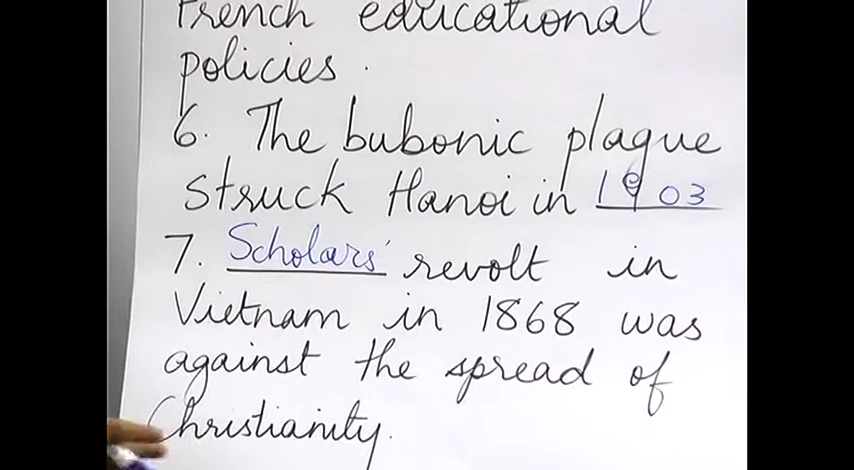 French educational
policies.
6. The bubonic plaque
struck Hanoi in 1903
7. Scholars' revolt in
Vietnam in 1868 was
against the spread of
Christianity.